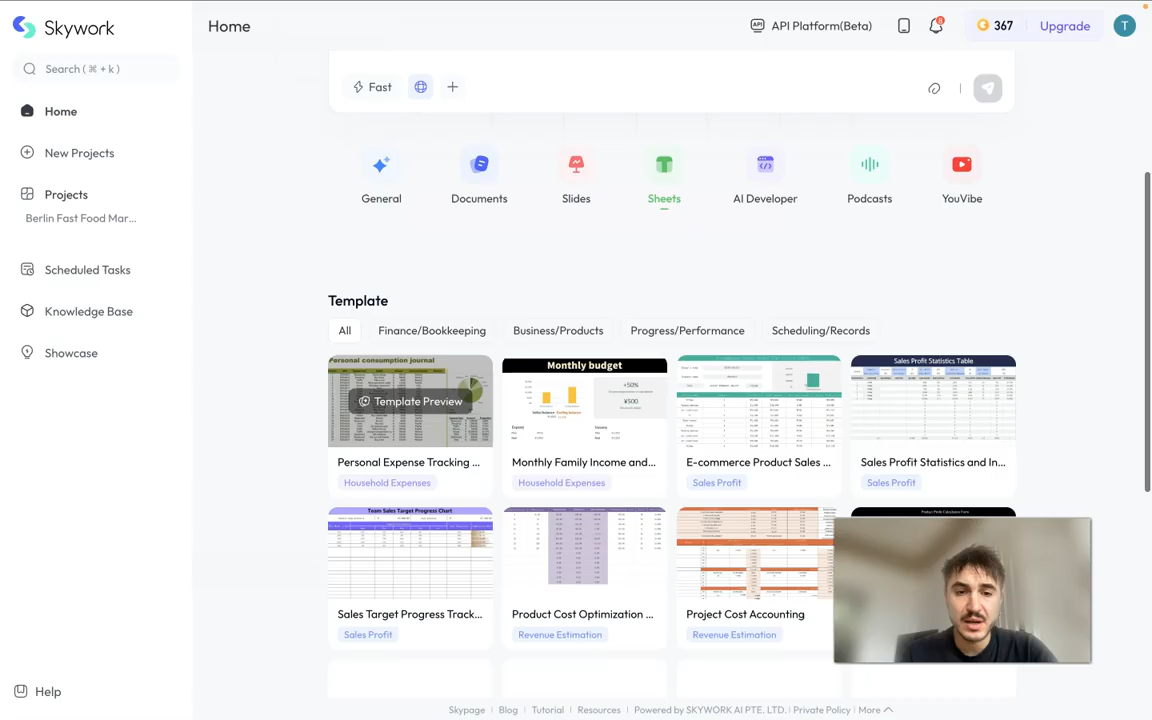 Skywork
Home
API Platform(Beta)
8
367
Upgrade
T
Search ( ⌘ + k )
Home
New Projects
Projects
Berlin Fast Food Mar...
Scheduled Tasks
Knowledge Base
Showcase
Help
Fast
General
Documents
Slides
Sheets
AI Developer
Podcasts
YouVibe
Template
All
Finance/Bookkeeping
Business/Products
Progress/Performance
Scheduling/Records
Personal consumption journal
Template Preview
Monthly budget
+50%
¥500
Sales Profit Statistics Table
Personal Expense Tracking ...
Household Expenses
Monthly Family Income and...
Household Expenses
E-commerce Product Sales ...
Sales Profit
Sales Profit Statistics and In...
Sales Profit
Team Sales Target Progress Chart
Sales Target Progress Track...
Sales Profit
Product Cost Optimization ...
Revenue Estimation
Project Cost Accounting
Revenue Estimation
Skypage
Blog
Tutorial
Resources
Powered by SKYWORK AI PTE. LTD.
Private Policy
More